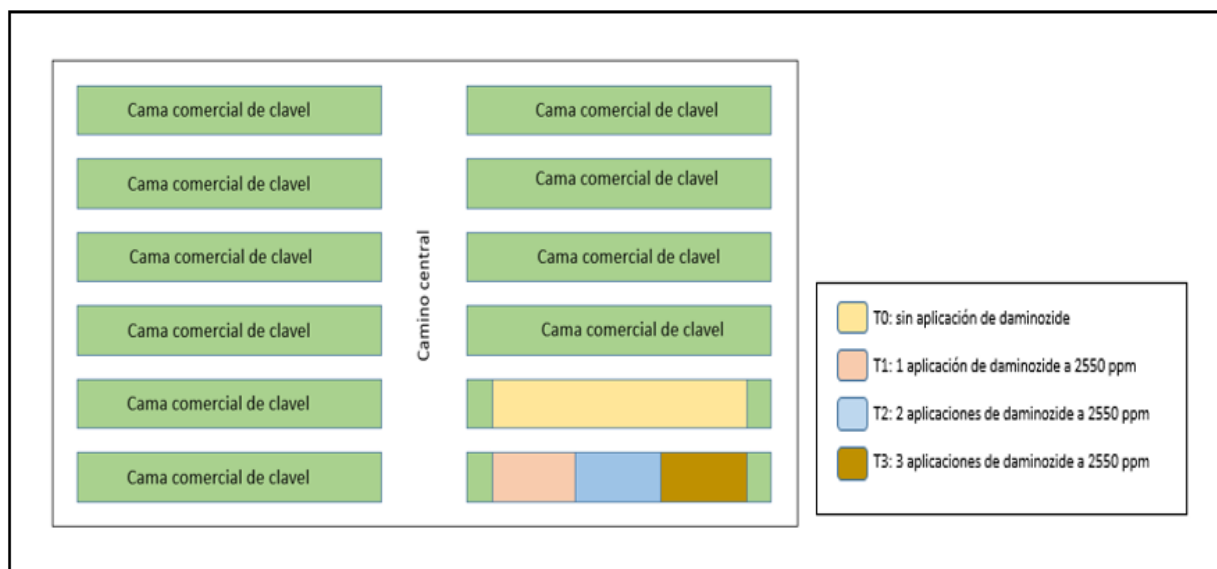 Cama comercial de clavel
Cama comercial de clavel
Cama comercial de clavel
Cama comercial de clavel
Cama comercial de clavel
Cama comercial de clavel
Camino central
Cama comercial de clavel
Cama comercial de clavel
Cama comercial de clavel
Cama comercial de clavel
T0: sin aplicación de daminozide
T1: 1 aplicación de daminozide a 2550 ppm
T2: 2 aplicaciones de daminozide a 2550 ppm
T3: 3 aplicaciones de daminozide a 2550 ppm